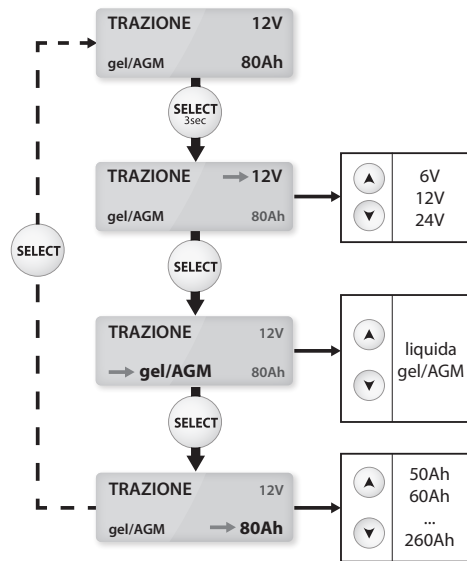 TRAZIONE 12V
gel/AGM 80Ah
SELECT
3sec
TRAZIONE 12V
gel/AGM 80Ah
6V
12V
24V
SELECT
SELECT
TRAZIONE 12V
gel/AGM 80Ah
liquida
gel/AGM
SELECT
TRAZIONE 12V
gel/AGM 80Ah
50Ah
60Ah
...
260Ah